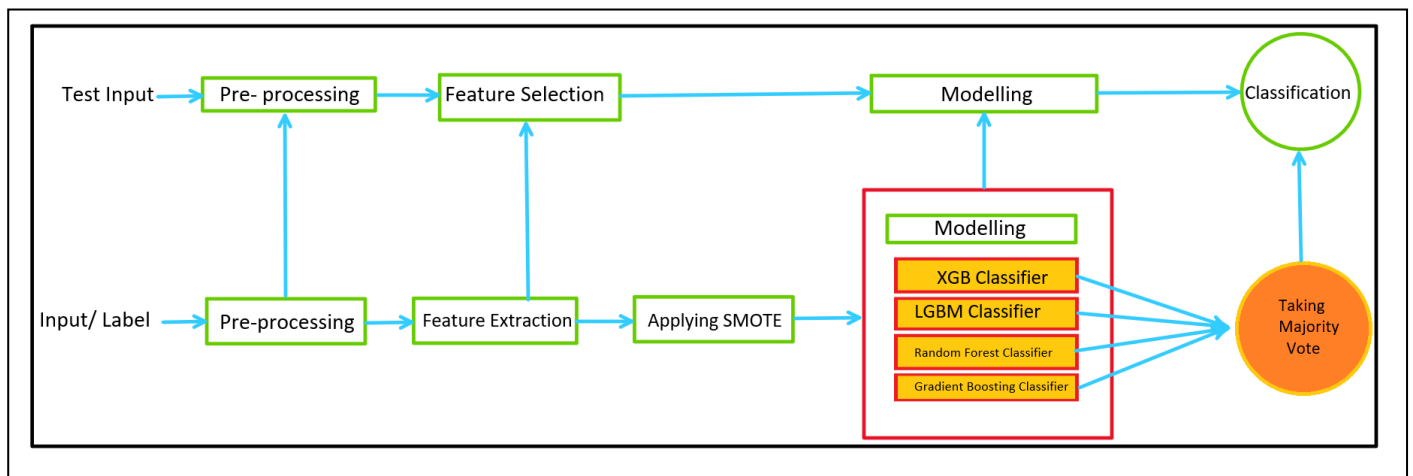 Test Input
Pre- processing
Feature Selection
Modelling
Classification
Modelling
XGB Classifier
LGBM Classifier
Random Forest Classifier
Gradient Boosting Classifier
Input/ Label
Pre-processing
Feature Extraction
Applying SMOTE
Taking
Majority
Vote